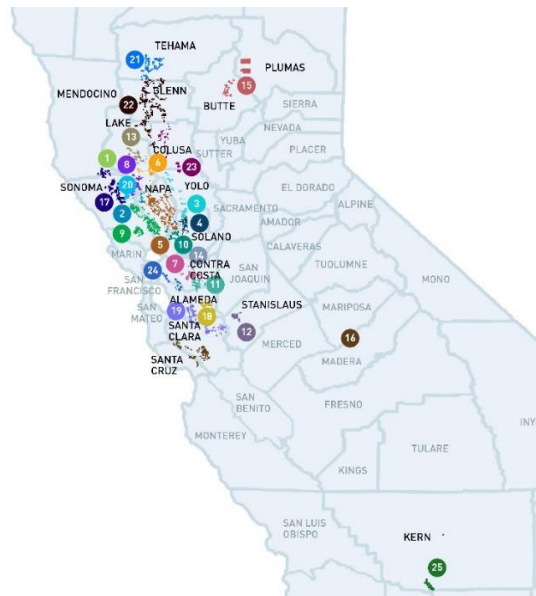 TEHAMA
21
PLUMAS
MENDOCINO
GLENN
15
22
BUTTE
SIERRA
LAKE
NEVADA
13
YUBA
COLUSA
SUTTER
PLACER
1
8
6
23
SONOMA
20
NAPA
YOLO
EL DORADO
17
3
ALPINE
2
SACRAMENTO
4
AMADOR
9
SOLANO
CALAVERAS
5
10
MARIN
14
TUOLUMNE
MONO
24
7
CONTRA
COSTA
SAN
JOAQUIN
SAN
FRANCISCO
11
ALAMEDA
STANISLAUS
MARIPOSA
SAN
MATEO
19
18
SANTA
CLARA
12
MERCED
16
SANTA
CRUZ
MADERA
SAN
BENITO
FRESNO
INY
MONTEREY
TULARE
KINGS
SAN LUIS
OBISPO
KERN
25